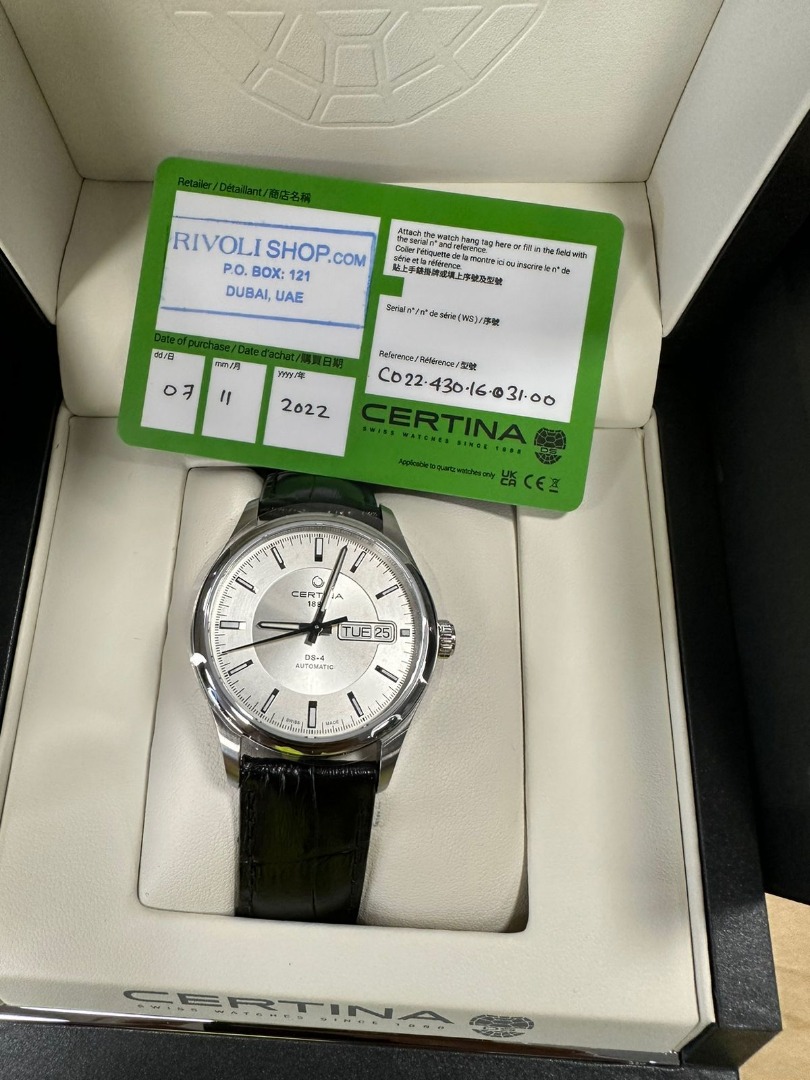 Retailer / Détaillant / 商店名稱
RIVOLI SHOP.COM
P.O. BOX: 121
DUBAI, UAE
Attach the watch hang tag here or fill in the field with
the serial n° and reference.
Coller l'étiquette de la montre ici ou inscrire le n° de
série et la référence.
貼上手錶掛牌或填上序號及型號
Serial n° / n° de série (WS) / 序號
Reference / Référence / 型號
C022.430.16.031.00
Date of purchase / Date d'achat / 購買日期
dd /日
mm /月
yyyy /年
07
11
2022
CERTINA
SWISS WATCHES SINCE 1888
DS
Applicable to quartz watches only
UK
CA
CE
CERTINA
TUE 25
DS-4
AUTOMATIC
SWISS MADE
CERTINA
SWISS WATCHES SINCE 1888